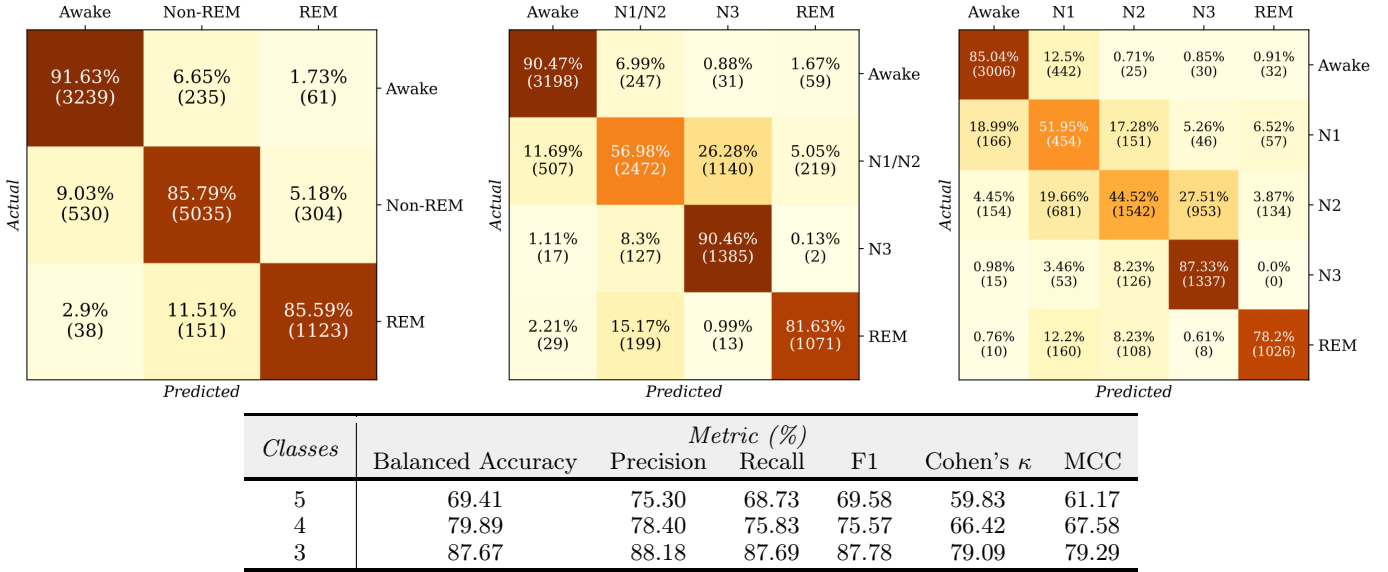 Awake Non-REM REM
91.63% 6.65% 1.73%
(3239) (235) (61)
Awake
9.03% 85.79% 5.18%
(530) (5035) (304)
Non-REM
2.9% 11.51% 85.59%
(38) (151) (1123)
REM
Actual
Predicted
Awake N1/N2 N3 REM
90.47% 6.99% 0.88% 1.67%
(3198) (247) (31) (59)
Awake
11.69% 56.98% 26.28% 5.05%
(507) (2472) (1140) (219)
N1/N2
1.11% 8.3% 90.46% 0.13%
(17) (127) (1385) (2)
N3
2.21% 15.17% 0.99% 81.63%
(29) (199) (13) (1071)
REM
Actual
Predicted
Awake N1 N2 N3 REM
85.04% 12.5% 0.71% 0.85% 0.91%
(3006) (442) (25) (30) (32)
Awake
18.99% 51.95% 17.28% 5.26% 6.52%
(166) (454) (151) (46) (57)
N1
4.45% 19.66% 44.52% 27.51% 3.87%
(154) (681) (1542) (953) (134)
N2
0.98% 3.46% 8.23% 87.33% 0.0%
(15) (53) (126) (1337) (0)
N3
0.76% 12.2% 8.23% 0.61% 78.2%
(10) (160) (108) (8) (1026)
REM
Actual
Predicted
Classes
Metric (%)
Balanced Accuracy Precision Recall F1 Cohen's κ MCC
5 69.41 75.30 68.73 69.58 59.83 61.17
4 79.89 78.40 75.83 75.57 66.42 67.58
3 87.67 88.18 87.69 87.78 79.09 79.29